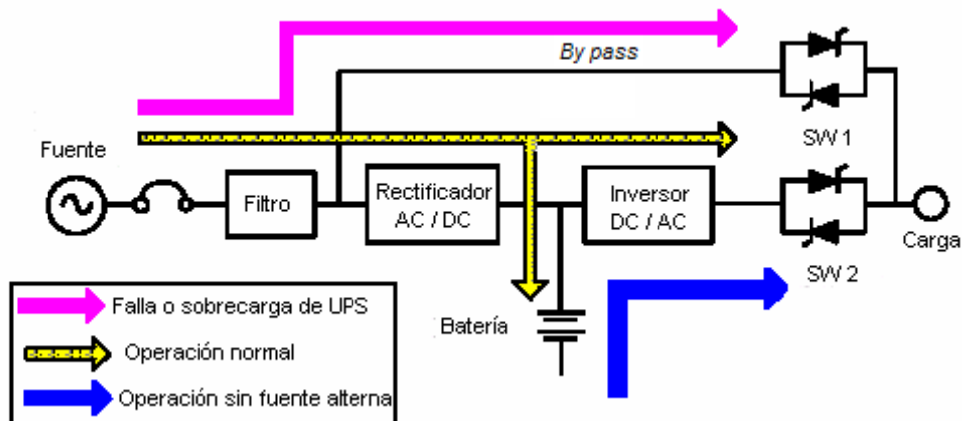 By pass
SW 1
Fuente
Filtro
Rectificador
AC / DC
Inversor
DC / AC
Carga
SW 2
Batería
Falla o sobrecarga de UPS
Operación normal
Operación sin fuente alterna